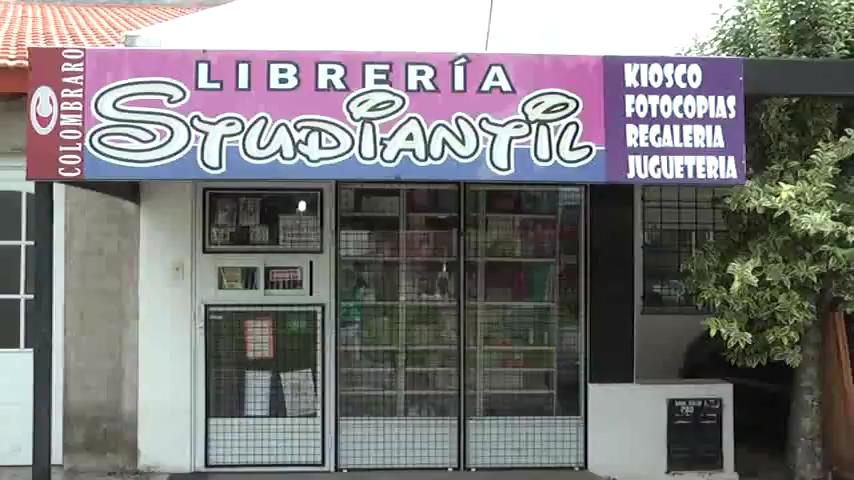 COLOMBRARO
LIBRERÍA
STUDIANTIL
KIOSCO
FOTOCOPIAS
REGALERIA
JUGUETERIA